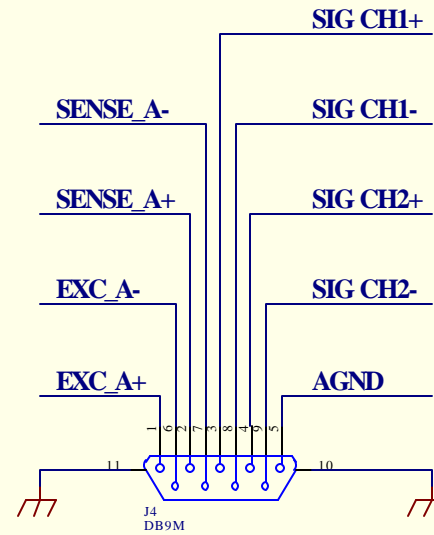 SIG CH1+
SENSE_A- SIG CH1-
SENSE_A+ SIG CH2+
EXC_A- SIG CH2-
EXC_A+ AGND
1 6 2 7 3 8 4 9 5
11 10
J4
DB9M